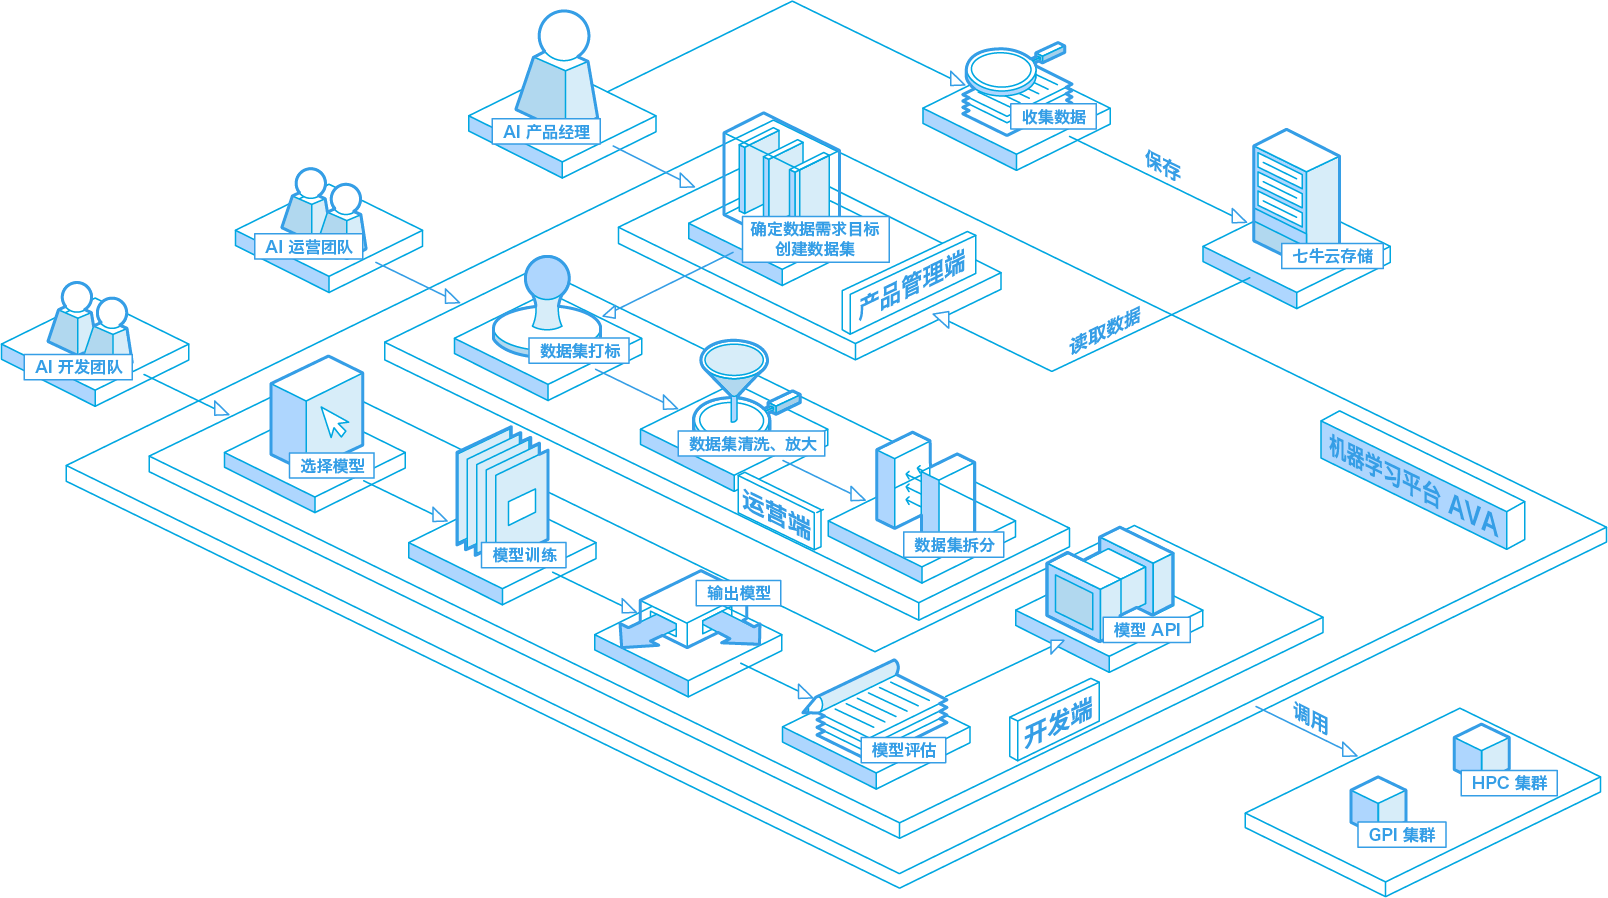 AI 产品经理
收集数据
保存
七牛云存储
确定数据需求目标
创建数据集
产品管理端
读取数据
AI 运营团队
数据集打标
数据集清洗、放大
运营端
数据集拆分
机器学习平台 AVA
AI 开发团队
选择模型
模型训练
输出模型
模型评估
模型 API
开发端
调用
HPC 集群
GPI 集群